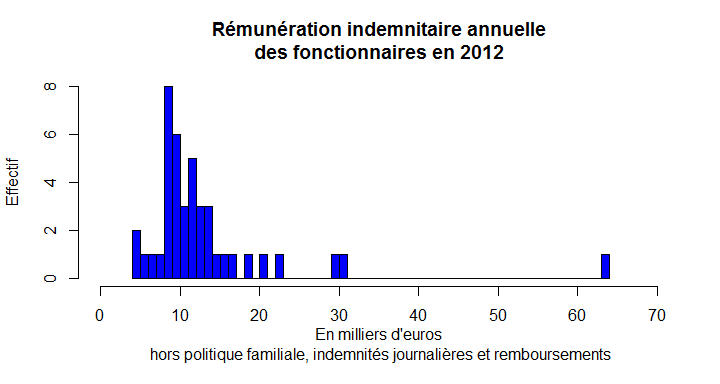 Rémunération indemnitaire annuelle
des fonctionnaires en 2012
Effectif
8
6
4
2
0
0 10 20 30 40 50 60 70
En milliers d'euros
hors politique familiale, indemnités journalières et remboursements